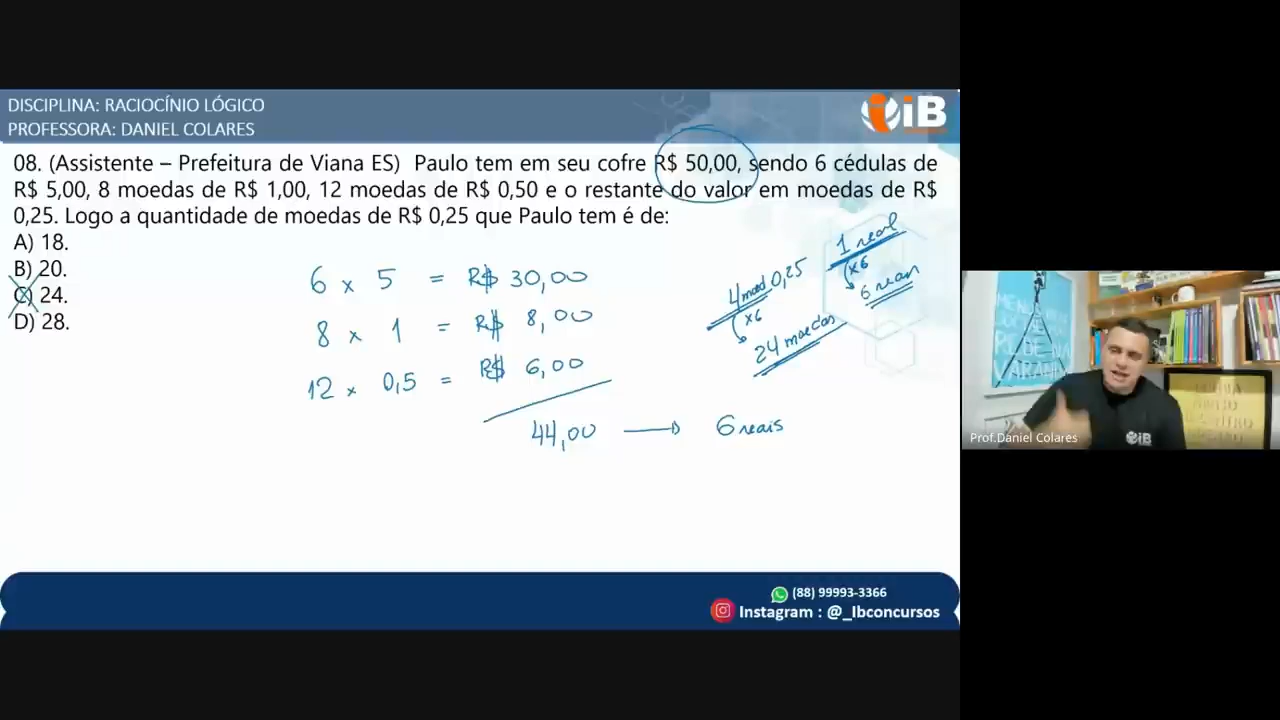 DISCIPLINA: RACIOCÍNIO LÓGICO
PROFESSORA: DANIEL COLARES
iB
08. (Assistente – Prefeitura de Viana ES) Paulo tem em seu cofre R$ 50,00, sendo 6 cédulas de
R$ 5,00, 8 moedas de R$ 1,00, 12 moedas de R$ 0,50 e o restante do valor em moedas de R$
0,25. Logo a quantidade de moedas de R$ 0,25 que Paulo tem é de:
A) 18.
B) 20.
C) 24.
D) 28.
6 x 5 = R$ 30,00
8 x 1 = R$ 8,00
12 x 0,5 = R$ 6,00
44,00 → 6 reais
4 moed 0,25
x6
24 moedas
1 real
x6
6 reais
Prof.Daniel Colares
iB
(88) 99993-3366
Instagram : @_Ibconcursos